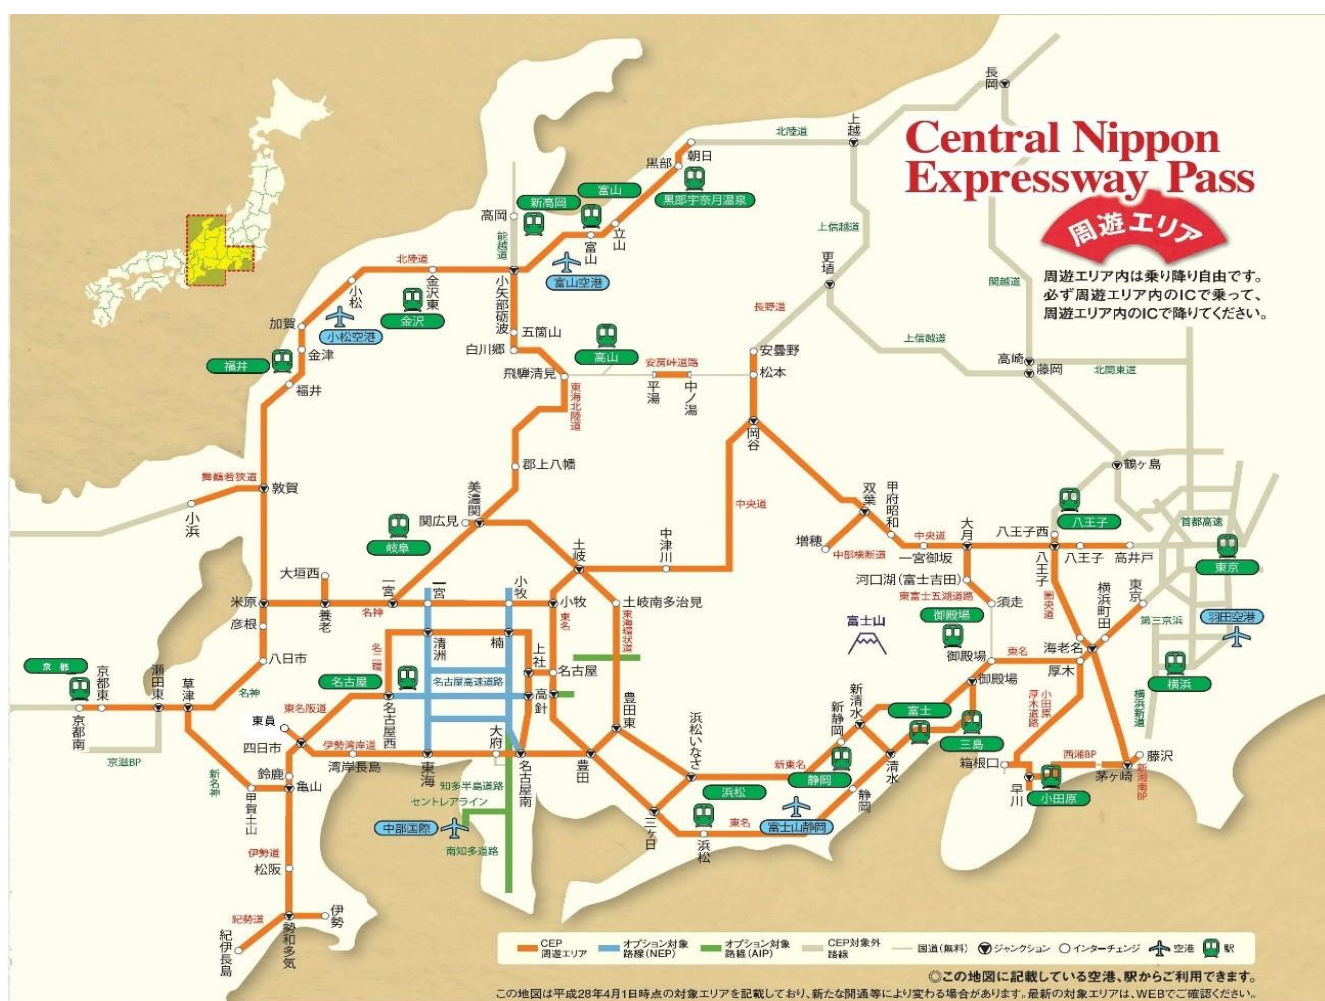 Central Nippon
Expressway Pass
周遊エリア
周遊エリア内は乗り降り自由です。
必ず周遊エリア内のICで乗って、
周遊エリア内のICで降りてください。
長岡
上越
北陸道
朝日
黒部
黒部宇奈月温泉
富山
新高岡
高岡
能越道
立山
富山
富山空港
上信越道
更埴
関越道
北陸道
金沢東
小松
小矢部砺波
金沢
小松空港
加賀
金津
福井
福井
五箇山
白川郷
高山
長野道
安曇野
松本
安房峠道路
飛騨清見
平湯
中ノ湯
東海北陸道
上信越道
高崎
藤岡
北関東道
岡谷
郡上八幡
鶴ヶ島
舞鶴若狭道
敦賀
小浜
美濃関
関広見
岐阜
中央道
双葉
甲府昭和
増穂
中部横断道
中央道
一宮御坂
大月
八王子西
八王子
八王子
八王子
高井戸
首都高速
東京
土岐
中津川
大垣西
養老
一宮
一宮
小牧
小牧
名神
東名
土岐南多治見
東海環状道
河口湖(富士吉田)
東富士五湖道路
須走
圏央道
横浜町田
東京
第三京浜
羽田空港
米原
彦根
八日市
名神
富士山
御殿場
御殿場
御殿場
東名
海老名
厚木
横浜
横浜新道
名二環
清洲
楠
上社
名古屋
高針
名古屋高速道路
名古屋
名古屋西
京都
京都東
京都南
瀬田東
草津
京滋BP
新名神
東名阪道
東員
四日市
伊勢湾岸道
湾岸長島
東海
大府
名古屋南
豊田
豊田東
鈴鹿
亀山
甲賀土山
伊勢道
松阪
知多半島道路
セントレアライン
中部国際
南知多道路
浜松いなさ
新東名
浜松
三ヶ日
浜松
東名
富士山静岡
静岡
静岡
新静岡
新清水
清水
富士
三島
小田原厚木道路
箱根口
西湘BP
早川
小田原
茅ヶ崎
藤沢
新湘南BP
紀勢道
紀伊長島
勢和多気
伊勢
CEP
周遊エリア
オプション対象
路線(NEP)
オプション対象
路線(AIP)
CEP対象外
路線
国道(無料)
ジャンクション
インターチェンジ
空港
駅
◎この地図に記載している空港、駅からご利用できます。
この地図は平成28年4月1日時点の対象エリアを記載しており、新たな開通等により変わる場合があります。最新の対象エリアは、WEBでご確認ください。